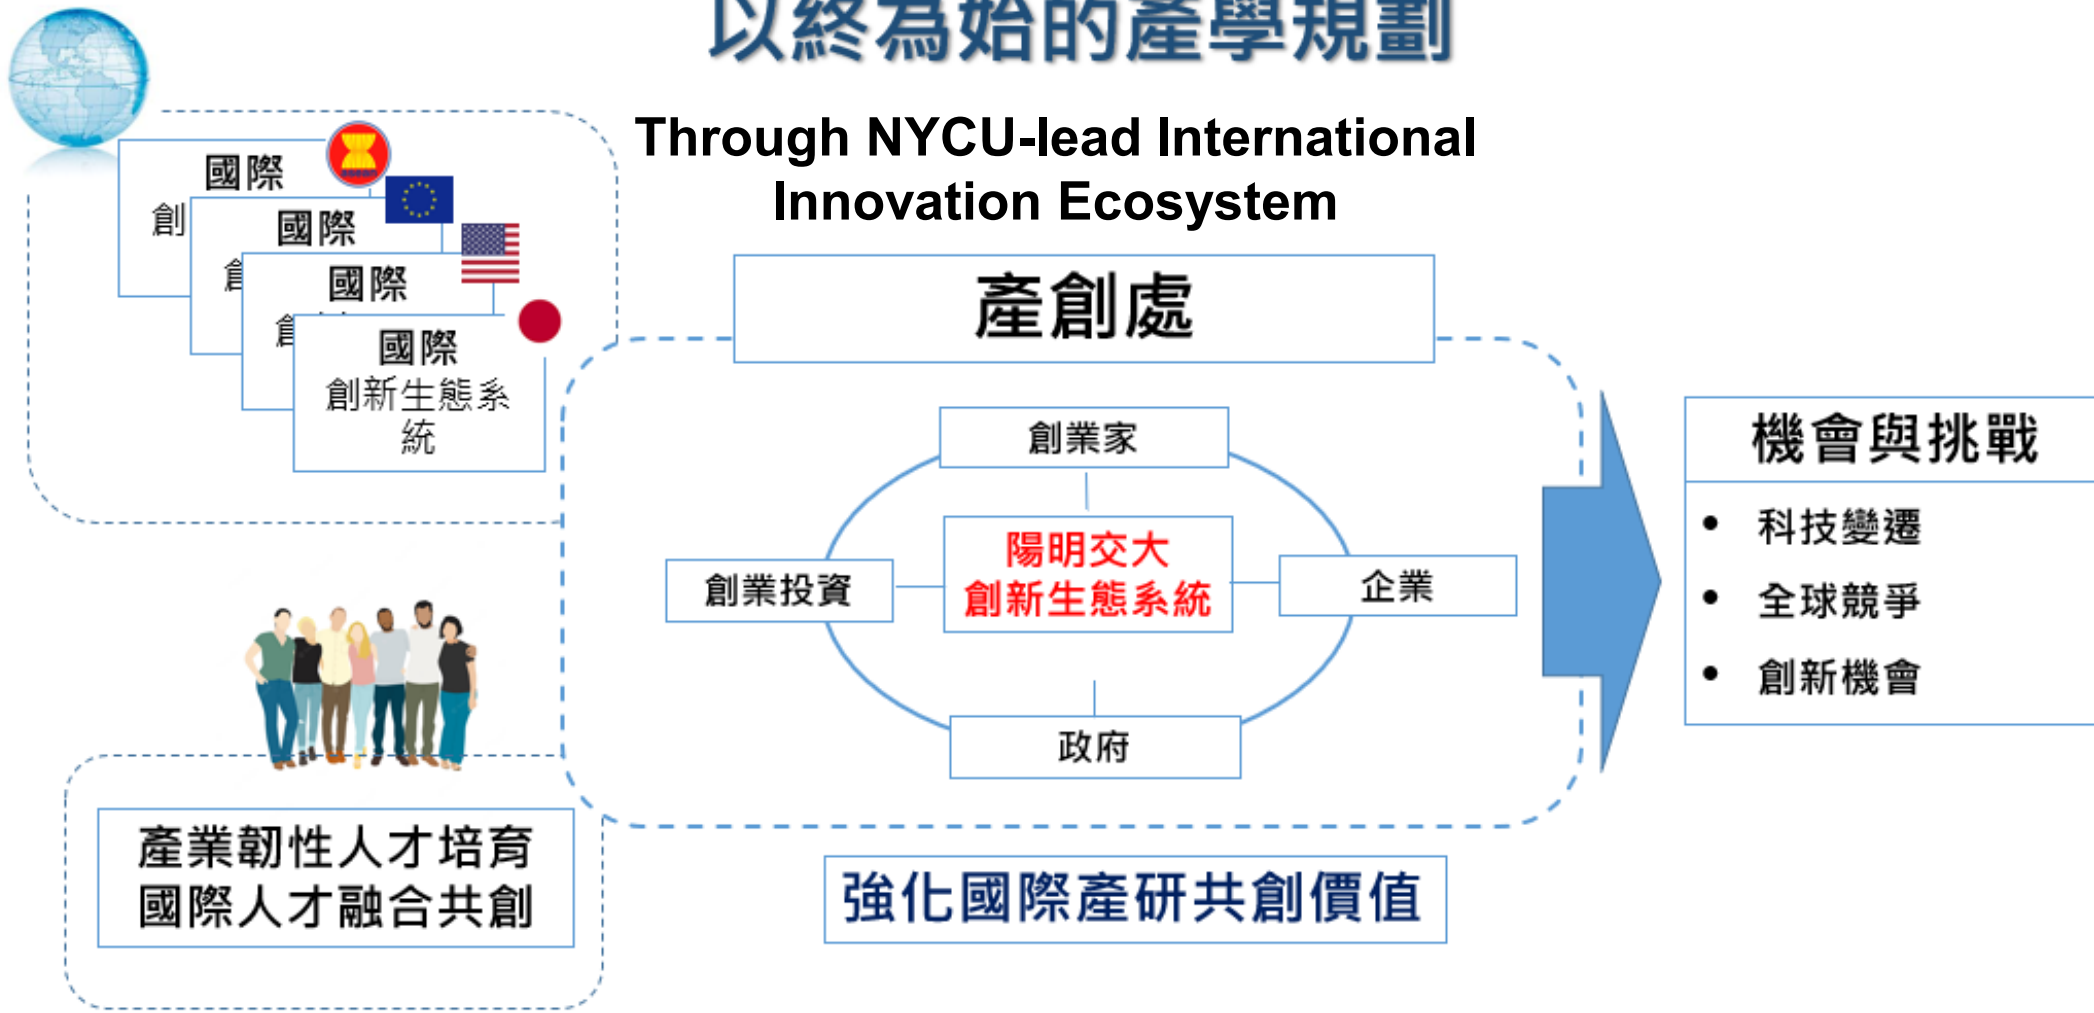 以終為始的產學規劃
Through NYCU-lead International
Innovation Ecosystem
國際
創
國際
國際
國際
創新生態系
統
產創處
創業家
陽明交大
創新生態系統
創業投資
企業
政府
機會與挑戰
• 科技變遷
• 全球競爭
• 創新機會
產業韌性人才培育
國際人才融合共創
強化國際產研共創價值